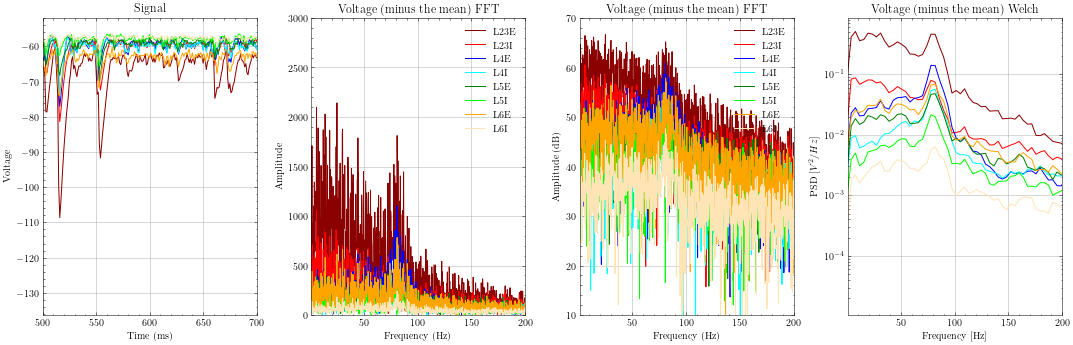 Signal
Voltage
−60
−70
−80
−90
−100
−110
−120
−130
500
550
600
650
700
Time (ms)
Voltage (minus the mean) FFT
Amplitude
3000
2500
2000
1500
1000
500
0
50
100
150
200
Frequency (Hz)
L23E
L23I
L4E
L4I
L5E
L5I
L6E
L6I
Voltage (minus the mean) FFT
Amplitude (dB)
70
60
50
40
30
20
10
50
100
150
200
Frequency (Hz)
L23E
L23I
L4E
L4I
L5E
L5I
L6E
Voltage (minus the mean) Welch
PSD [V²/Hz]
10⁻¹
10⁻²
10⁻³
10⁻⁴
50
100
150
200
Frequency [Hz]